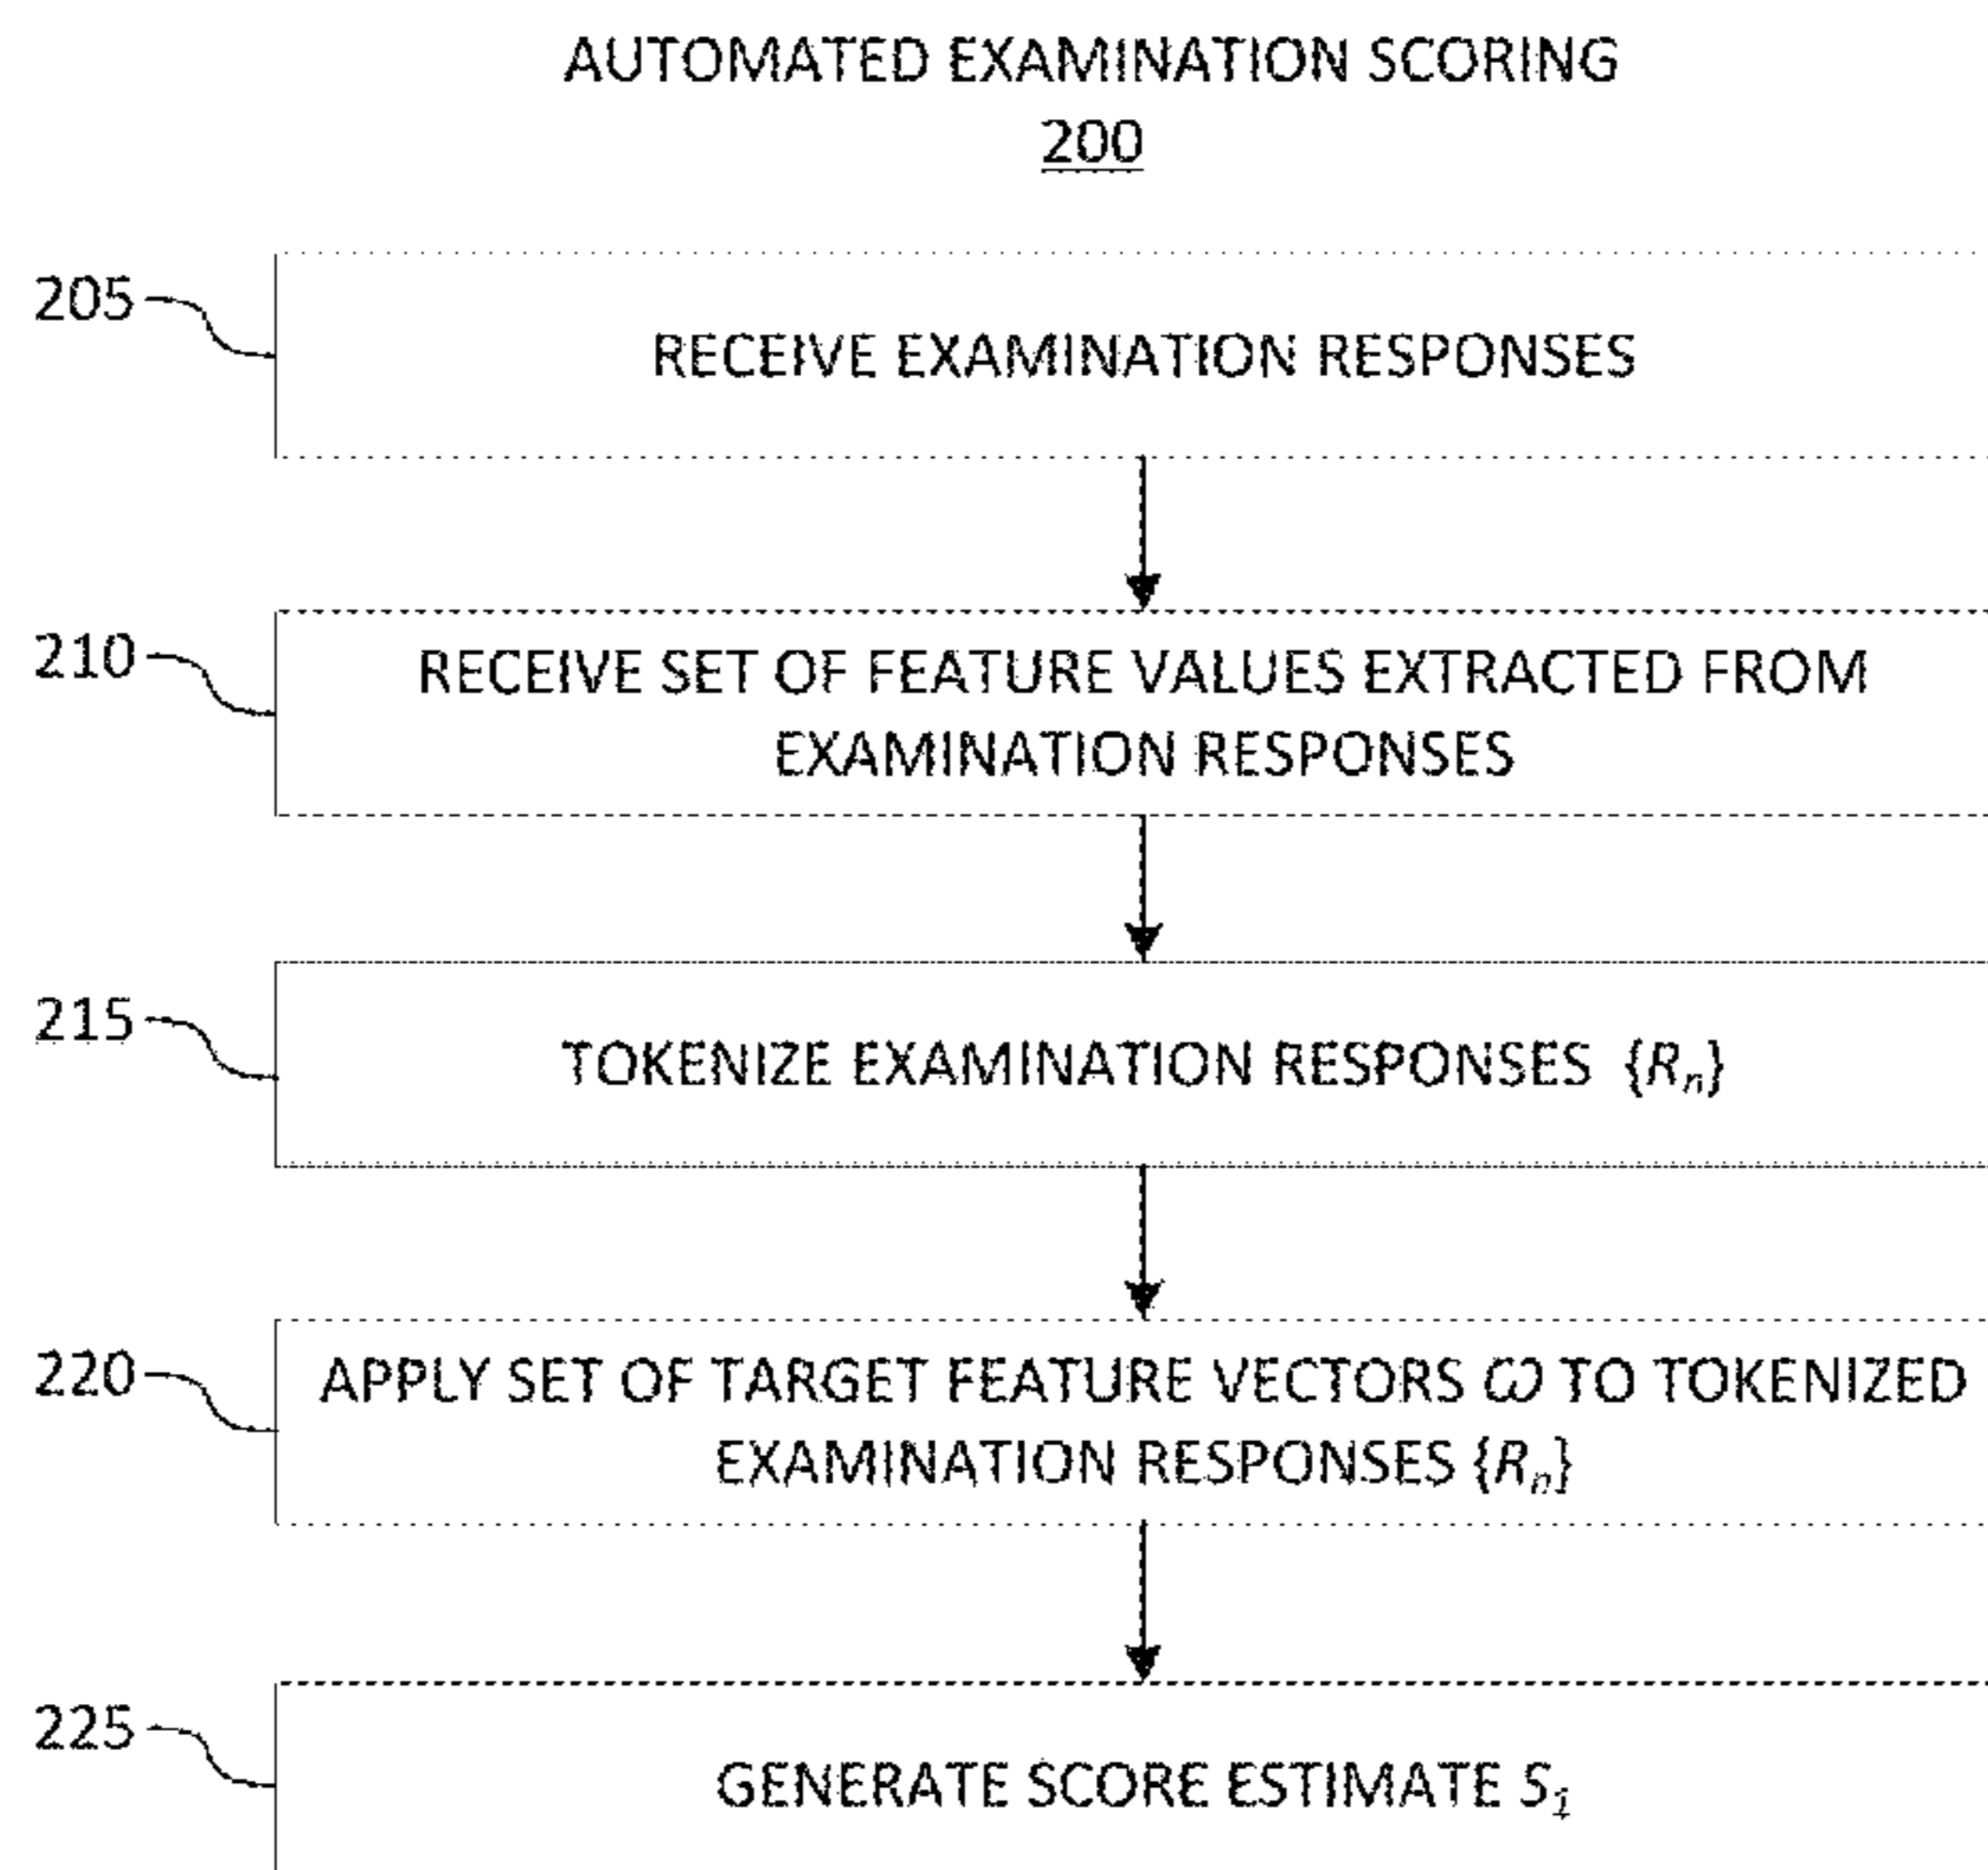 AUTOMATED EXAMINATION SCORING
200
205
RECEIVE EXAMINATION RESPONSES
210
RECEIVE SET OF FEATURE VALUES EXTRACTED FROM
EXAMINATION RESPONSES
215
TOKENIZE EXAMINATION RESPONSES {Rn}
220
APPLY SET OF TARGET FEATURE VECTORS ω TO TOKENIZED
EXAMINATION RESPONSES {Rn}
225
GENERATE SCORE ESTIMATE Si